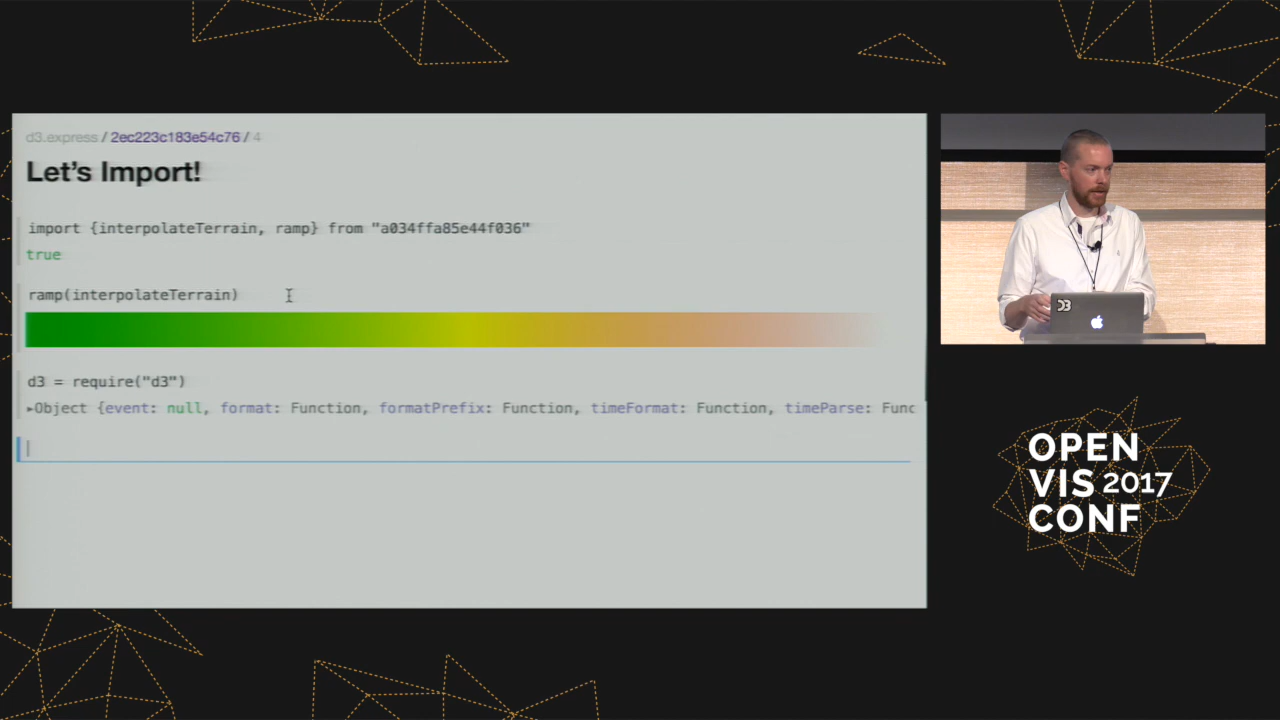 d3.express / 2ec223c183e54c76 / 4
Let's Import!
import {interpolateTerrain, ramp} from "a034ffa85e44f036"
true
ramp(interpolateTerrain)
d3 = require("d3")
▸Object {event: null, format: Function, formatPrefix: Function, timeFormat: Function, timeParse: Func
D3
OPEN
VIS 2017
CONF